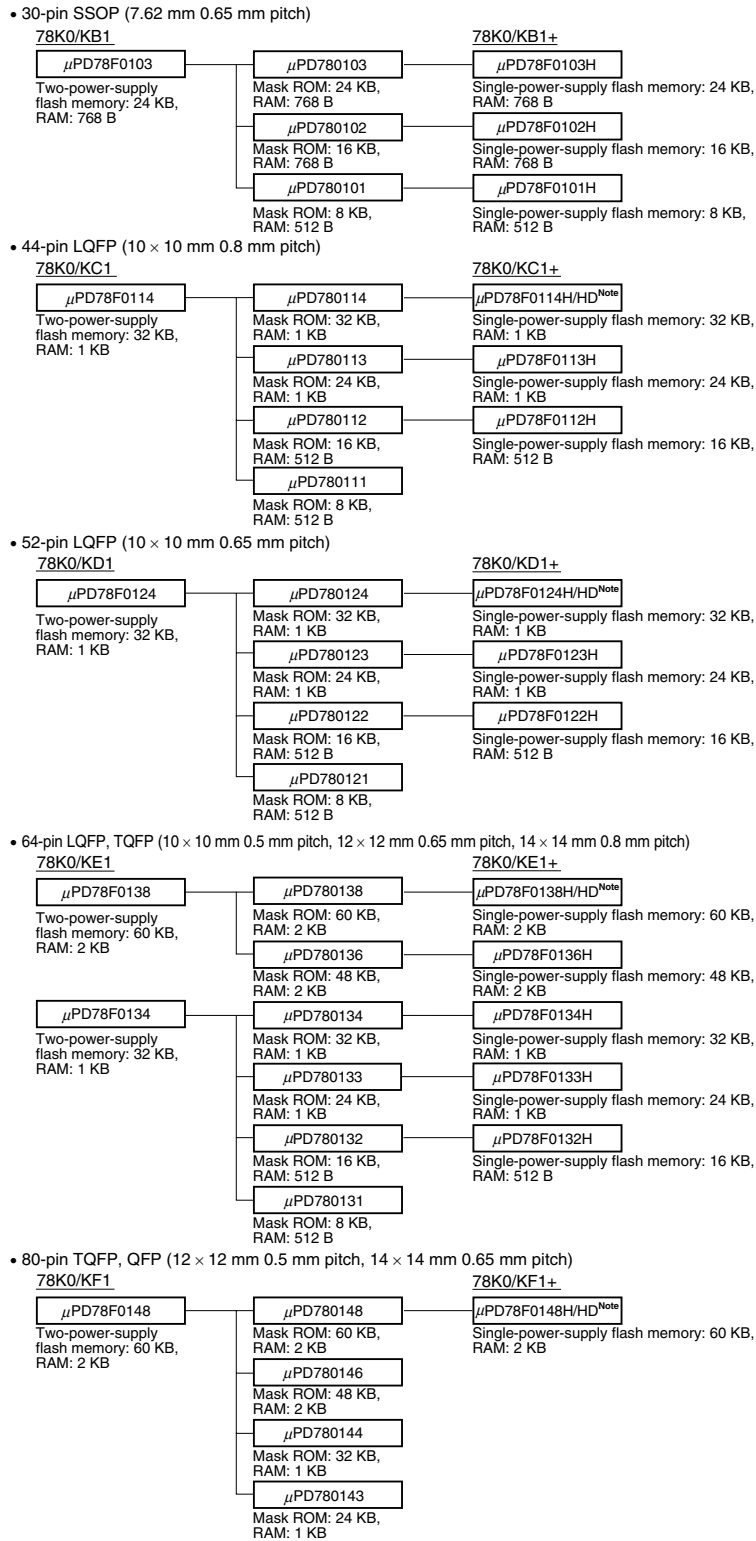 • 30-pin SSOP (7.62 mm 0.65 mm pitch)
78K0/KB1 78K0/KB1+
μPD78F0103 μPD780103 μPD78F0103H
Two-power-supply Mask ROM: 24 KB, Single-power-supply flash memory: 24 KB,
flash memory: 24 KB, RAM: 768 B RAM: 768 B
RAM: 768 B
μPD780102 μPD78F0102H
Mask ROM: 16 KB, Single-power-supply flash memory: 16 KB,
RAM: 768 B RAM: 768 B
μPD780101 μPD78F0101H
Mask ROM: 8 KB, Single-power-supply flash memory: 8 KB,
RAM: 512 B RAM: 512 B
• 44-pin LQFP (10 × 10 mm 0.8 mm pitch)
78K0/KC1 78K0/KC1+
μPD78F0114 μPD780114 μPD78F0114H/HD Note
Two-power-supply Mask ROM: 32 KB, Single-power-supply flash memory: 32 KB,
flash memory: 32 KB, RAM: 1 KB RAM: 1 KB
RAM: 1 KB
μPD780113 μPD78F0113H
Mask ROM: 24 KB, Single-power-supply flash memory: 24 KB,
RAM: 1 KB RAM: 1 KB
μPD780112 μPD78F0112H
Mask ROM: 16 KB, Single-power-supply flash memory: 16 KB,
RAM: 512 B RAM: 512 B
μPD780111
Mask ROM: 8 KB,
RAM: 512 B
• 52-pin LQFP (10 × 10 mm 0.65 mm pitch)
78K0/KD1 78K0/KD1+
μPD78F0124 μPD780124 μPD78F0124H/HD Note
Two-power-supply Mask ROM: 32 KB, Single-power-supply flash memory: 32 KB,
flash memory: 32 KB, RAM: 1 KB RAM: 1 KB
RAM: 1 KB
μPD780123 μPD78F0123H
Mask ROM: 24 KB, Single-power-supply flash memory: 24 KB,
RAM: 1 KB RAM: 1 KB
μPD780122 μPD78F0122H
Mask ROM: 16 KB, Single-power-supply flash memory: 16 KB,
RAM: 512 B RAM: 512 B
μPD780121
Mask ROM: 8 KB,
RAM: 512 B
• 64-pin LQFP, TQFP (10 × 10 mm 0.5 mm pitch, 12 × 12 mm 0.65 mm pitch, 14 × 14 mm 0.8 mm pitch)
78K0/KE1 78K0/KE1+
μPD78F0138 μPD780138 μPD78F0138H/HD Note
Two-power-supply Mask ROM: 60 KB, Single-power-supply flash memory: 60 KB,
flash memory: 60 KB, RAM: 2 KB RAM: 2 KB
RAM: 2 KB
μPD780136 μPD78F0136H
Mask ROM: 48 KB, Single-power-supply flash memory: 48 KB,
RAM: 2 KB RAM: 2 KB
μPD78F0134 μPD780134 μPD78F0134H
Two-power-supply Mask ROM: 32 KB, Single-power-supply flash memory: 32 KB,
flash memory: 32 KB, RAM: 1 KB RAM: 1 KB
RAM: 1 KB
μPD780133 μPD78F0133H
Mask ROM: 24 KB, Single-power-supply flash memory: 24 KB,
RAM: 1 KB RAM: 1 KB
μPD780132 μPD78F0132H
Mask ROM: 16 KB, Single-power-supply flash memory: 16 KB,
RAM: 512 B RAM: 512 B
μPD780131
Mask ROM: 8 KB,
RAM: 512 B
• 80-pin TQFP, QFP (12 × 12 mm 0.5 mm pitch, 14 × 14 mm 0.65 mm pitch)
78K0/KF1 78K0/KF1+
μPD78F0148 μPD780148 μPD78F0148H/HD Note
Two-power-supply Mask ROM: 60 KB, Single-power-supply flash memory: 60 KB,
flash memory: 60 KB, RAM: 2 KB RAM: 2 KB
RAM: 2 KB
μPD780146
Mask ROM: 48 KB,
RAM: 2 KB
μPD780144
Mask ROM: 32 KB,
RAM: 1 KB
μPD780143
Mask ROM: 24 KB,
RAM: 1 KB